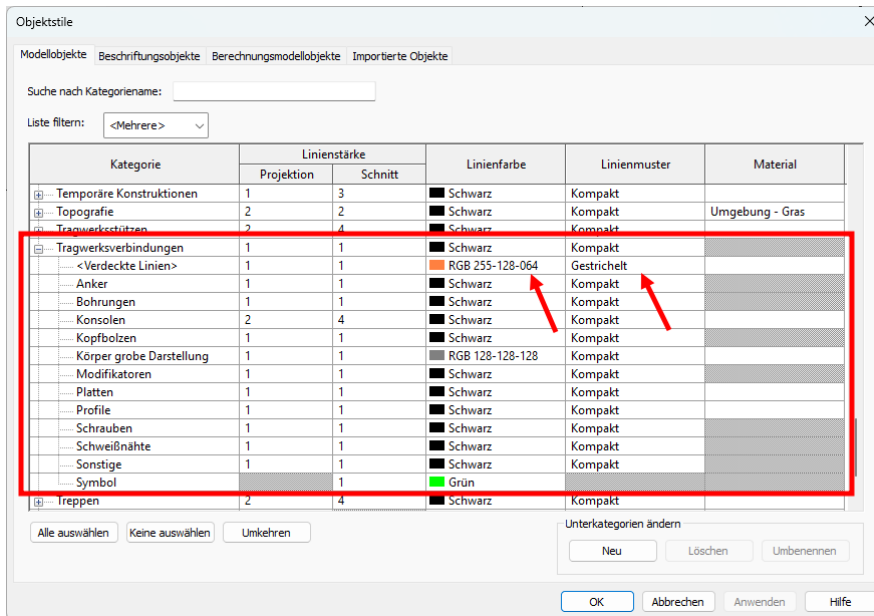 Objektstile
Modellobjekte Beschriftungsobjekte Berechnungsmodellobjekte Importierte Objekte
Suche nach Kategoriename:
Liste filtern: <Mehrere>
Kategorie Linienstärke Linienfarbe Linienmuster Material
Projektion Schnitt
Temporäre Konstruktionen 1 3 Schwarz Kompakt
Topografie 2 2 Schwarz Kompakt Umgebung - Gras
Tragwerksstützen 2 4 Schwarz Kompakt
Tragwerksverbindungen 1 1 Schwarz Kompakt
<Verdeckte Linien> 1 1 RGB 255-128-064 Gestrichelt
Anker 1 1 Schwarz Kompakt
Bohrungen 1 1 Schwarz Kompakt
Konsolen 2 4 Schwarz Kompakt
Kopfbolzen 1 1 Schwarz Kompakt
Körper grobe Darstellung 1 1 RGB 128-128-128 Kompakt
Modifikatoren 1 1 Schwarz Kompakt
Platten 1 1 Schwarz Kompakt
Profile 1 1 Schwarz Kompakt
Schrauben 1 1 Schwarz Kompakt
Schweißnähte 1 1 Schwarz Kompakt
Sonstige 1 1 Schwarz Kompakt
Symbol 1 Grün
Treppen 2 4 Schwarz Kompakt
Alle auswählen Keine auswählen Umkehren
Unterkategorien ändern
Neu Löschen Umbenennen
OK Abbrechen Anwenden Hilfe